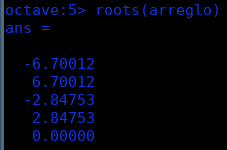 octave:5> roots(arreglo)
ans =
-6.70012
6.70012
-2.84753
2.84753
0.00000